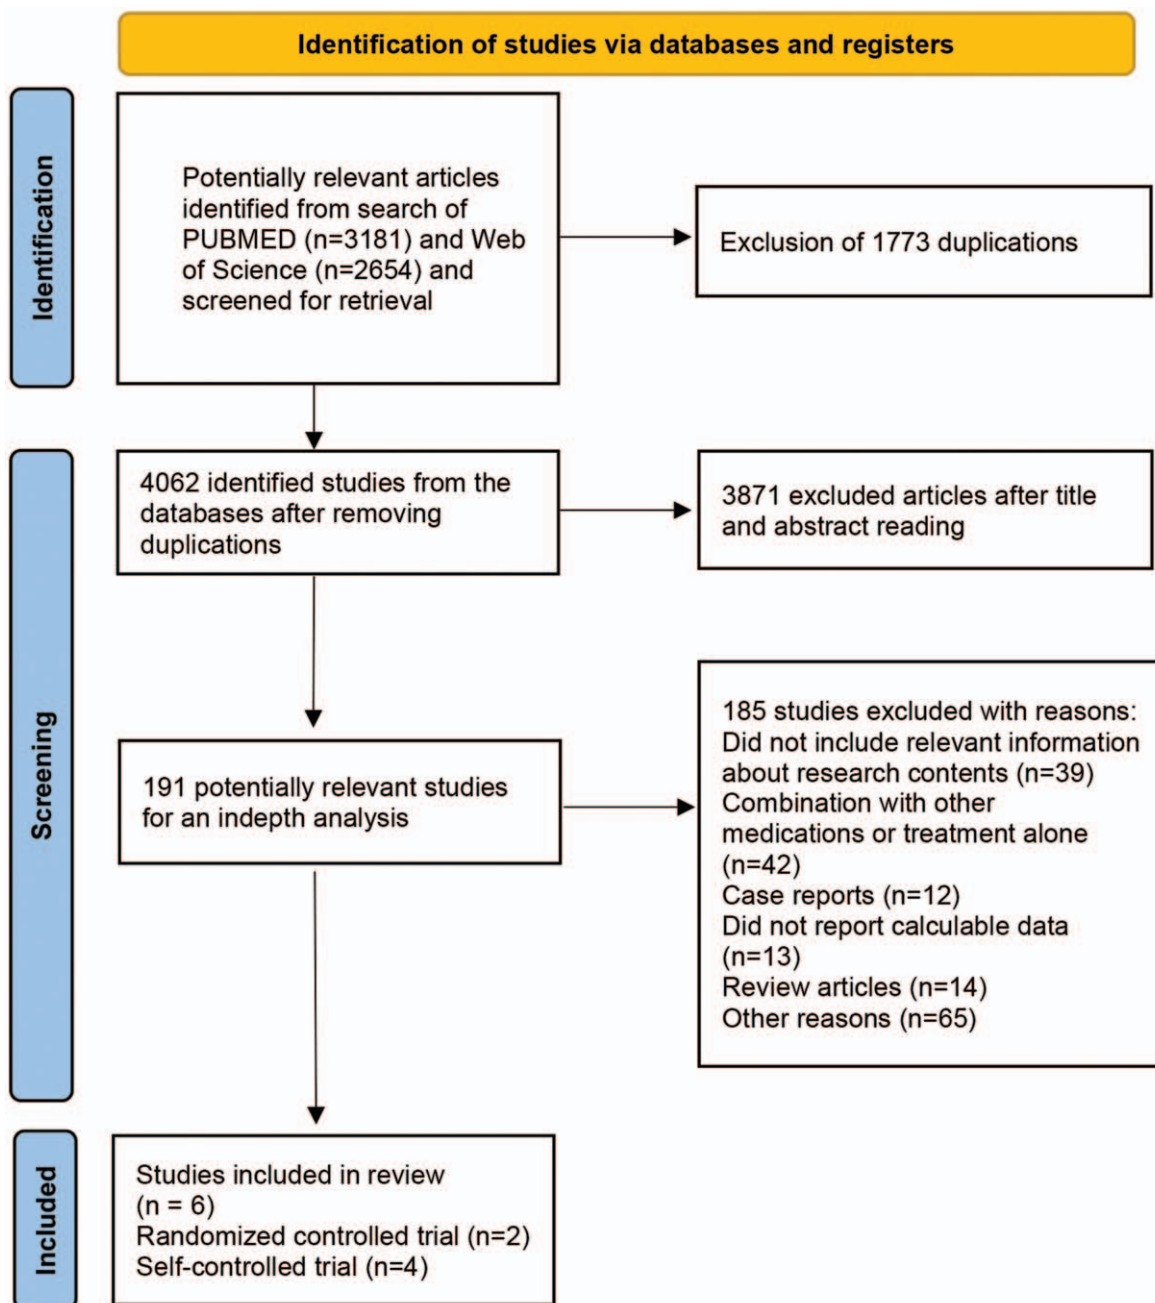 Identification of studies via databases and registers
Identification
Potentially relevant articles
identified from search of
PUBMED (n=3181) and Web
of Science (n=2654) and
screened for retrieval
Exclusion of 1773 duplications
Screening
4062 identified studies from the
databases after removing
duplications
3871 excluded articles after title
and abstract reading
191 potentially relevant studies
for an indepth analysis
185 studies excluded with reasons:
Did not include relevant information
about research contents (n=39)
Combination with other
medications or treatment alone
(n=42)
Case reports (n=12)
Did not report calculable data
(n=13)
Review articles (n=14)
Other reasons (n=65)
Included
Studies included in review
(n = 6)
Randomized controlled trial (n=2)
Self-controlled trial (n=4)